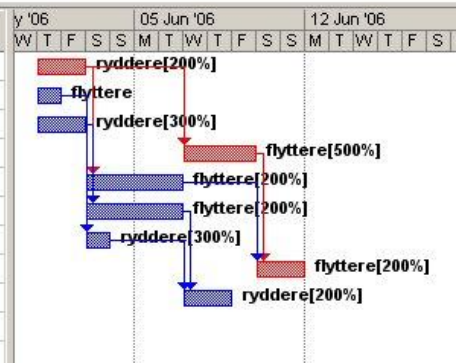 y '06 05 Jun '06 12 Jun '06
W T F S S M T W T F S S M T W T F S
ryddere[200%]
flyttere
ryddere[300%]
flyttere[500%]
flyttere[200%]
flyttere[200%]
ryddere[300%]
flyttere[200%]
ryddere[200%]